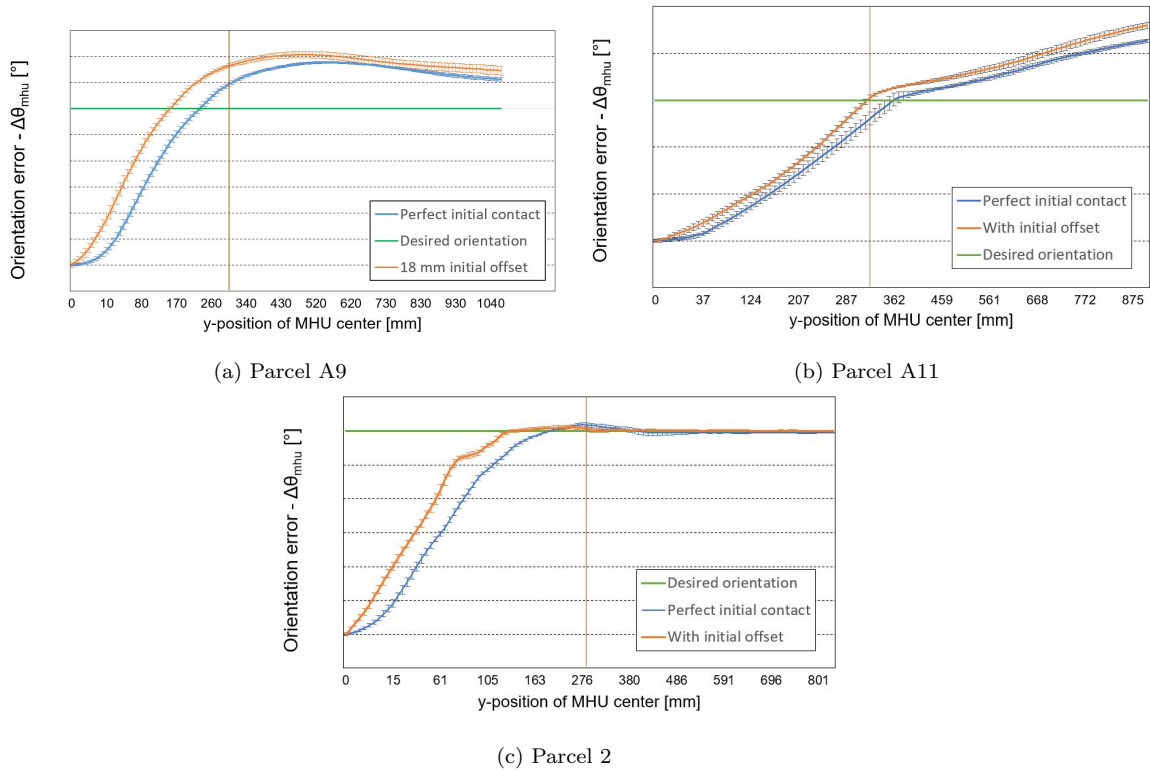 Orientation error - Δθmhu [°]
Perfect initial contact
Desired orientation
18 mm initial offset
0 10 80 170 260 340 430 520 620 730 830 930 1040
y-position of MHU center [mm]
(a) Parcel A9
Orientation error - Δθmhu [°]
Perfect initial contact
With initial offset
Desired orientation
0 37 124 207 287 362 459 561 668 772 875
y-position of MHU center [mm]
(b) Parcel A11
Orientation error - Δθmhu [°]
Desired orientation
Perfect initial contact
With initial offset
0 15 61 105 163 276 380 486 591 696 801
y-position of MHU center [mm]
(c) Parcel 2